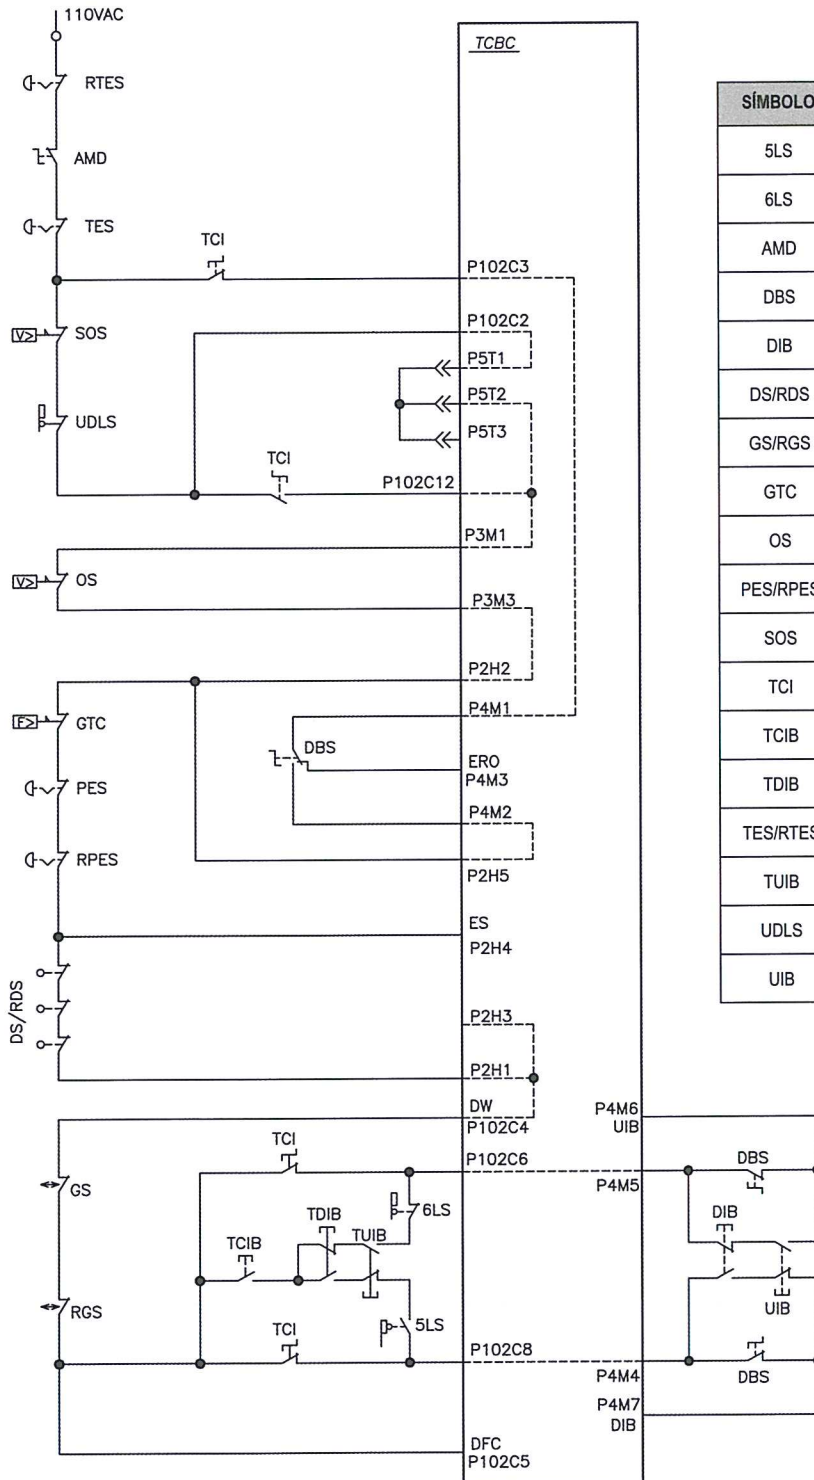 110VAC
TCBC
RTES
AMD
TES
TCI
P102C3
SOS
P102C2
P5T1
P5T2
UDLS
P5T3
TCI
P102C12
P3M1
OS
P3M3
P2H2
GTC
P4M1
DBS
ERO
P4M3
PES
P4M2
RPES
P2H5
ES
P2H4
DS/RDS
P2H3
P2H1
DW
P102C4
P4M6
UIB
TCI
P102C6
P4M5
DBS
GS
6LS
TDIB
TUIB
TCIB
DIB
UIB
RGS
5LS
TCI
P102C8
P4M4
DBS
P4M7
DIB
DFC
P102C5
SÍMBOLO
5LS
6LS
AMD
DBS
DIB
DS/RDS
GS/RGS
GTC
OS
PES/RPES
SOS
TCI
TCIB
TDIB
TES/RTES
TUIB
UDLS
UIB
V>
V>
F>